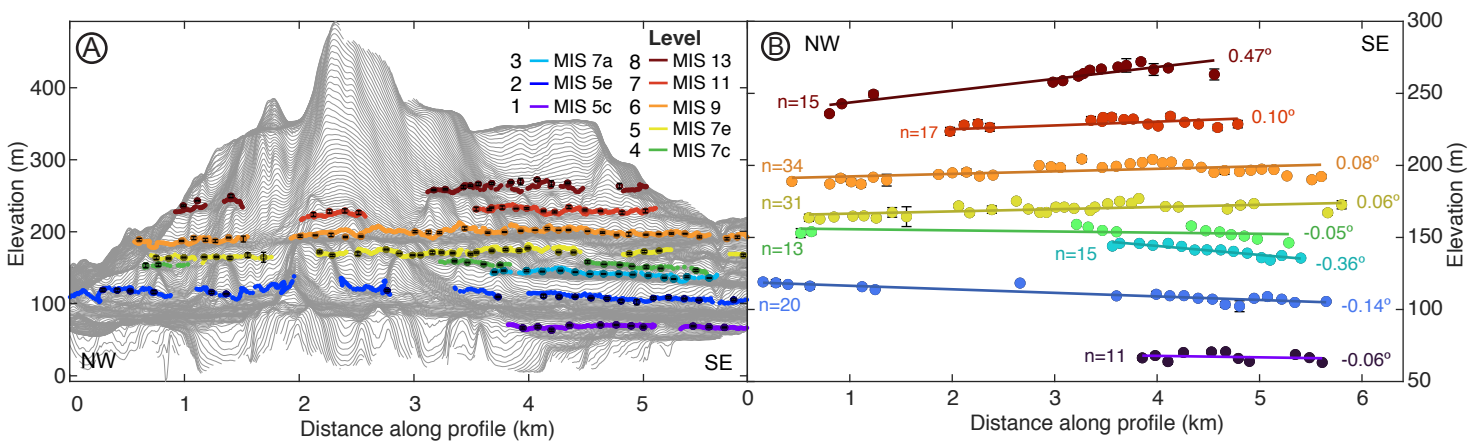 A
Level
3 MIS 7a 8 MIS 13
2 MIS 5e 7 MIS 11
1 MIS 5c 6 MIS 9
5 MIS 7e
4 MIS 7c
400
300
200
100
0
Elevation (m)
NW
SE
0 1 2 3 4 5
Distance along profile (km)
B
NW
SE
0.47º
n=15
n=17
0.10º
n=34
0.08º
n=31
0.06º
n=13
-0.05º
n=15
-0.36º
n=20
-0.14º
n=11
-0.06º
300
250
200
150
100
50
Elevation (m)
0 1 2 3 4 5 6
Distance along profile (km)